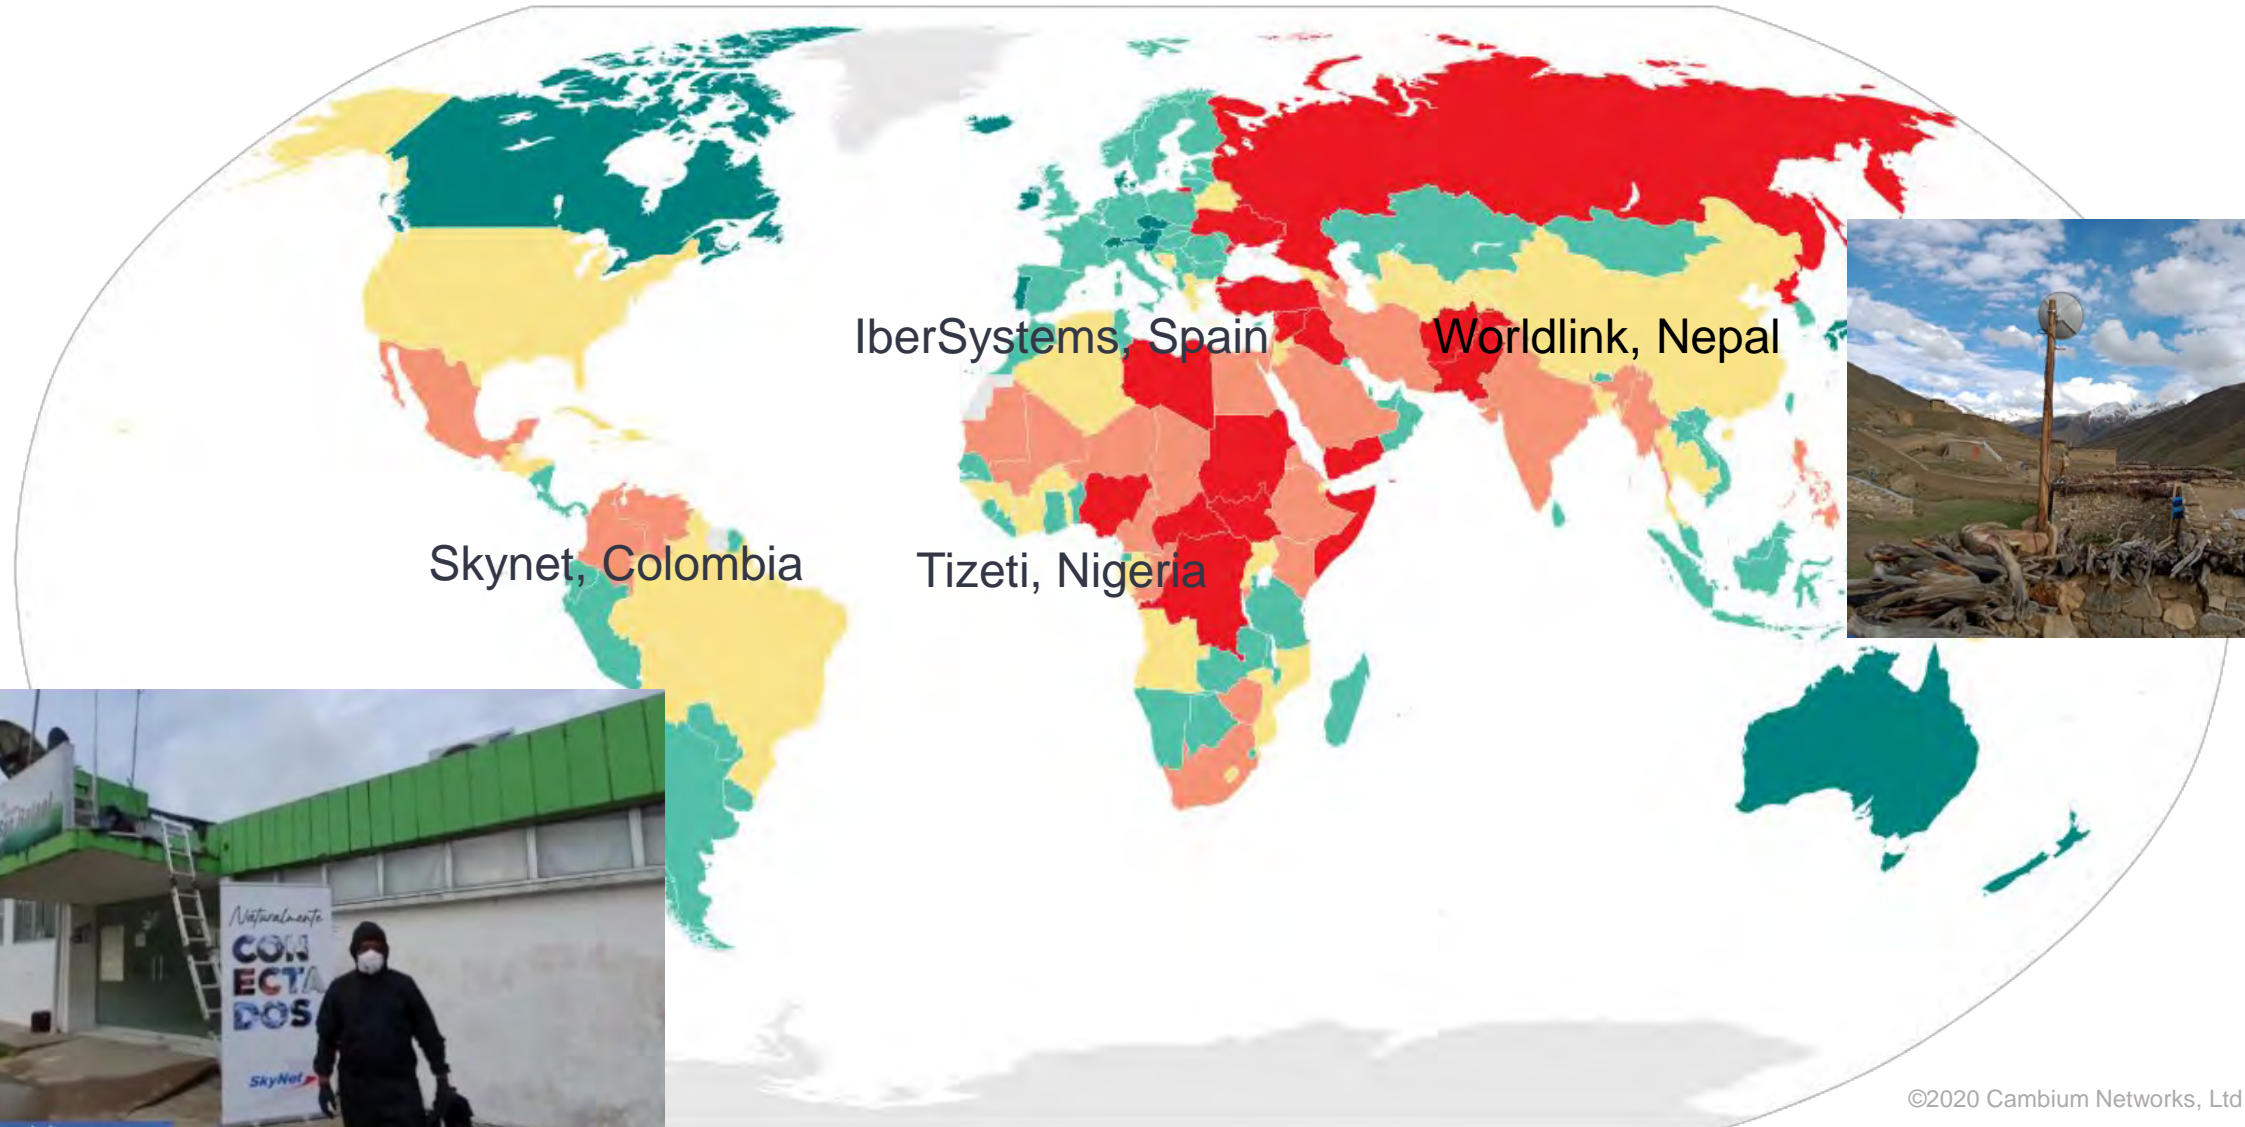 IberSystems, Spain
Worldlink, Nepal
Skynet, Colombia
Tizeti, Nigeria
Naturalmente
CON
ECTA
DOS
SkyNet
©2020 Cambium Networks, Ltd